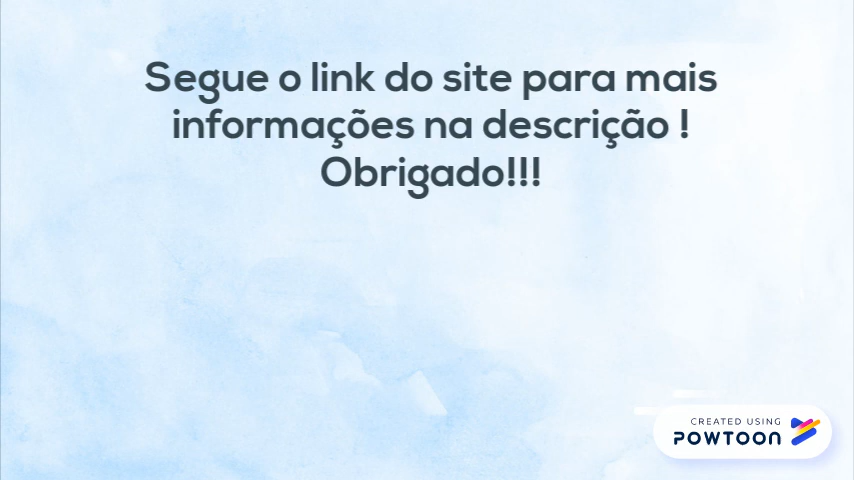 Segue o link do site para mais
informações na descrição !
Obrigado!!!
CREATED USING
POWTOON